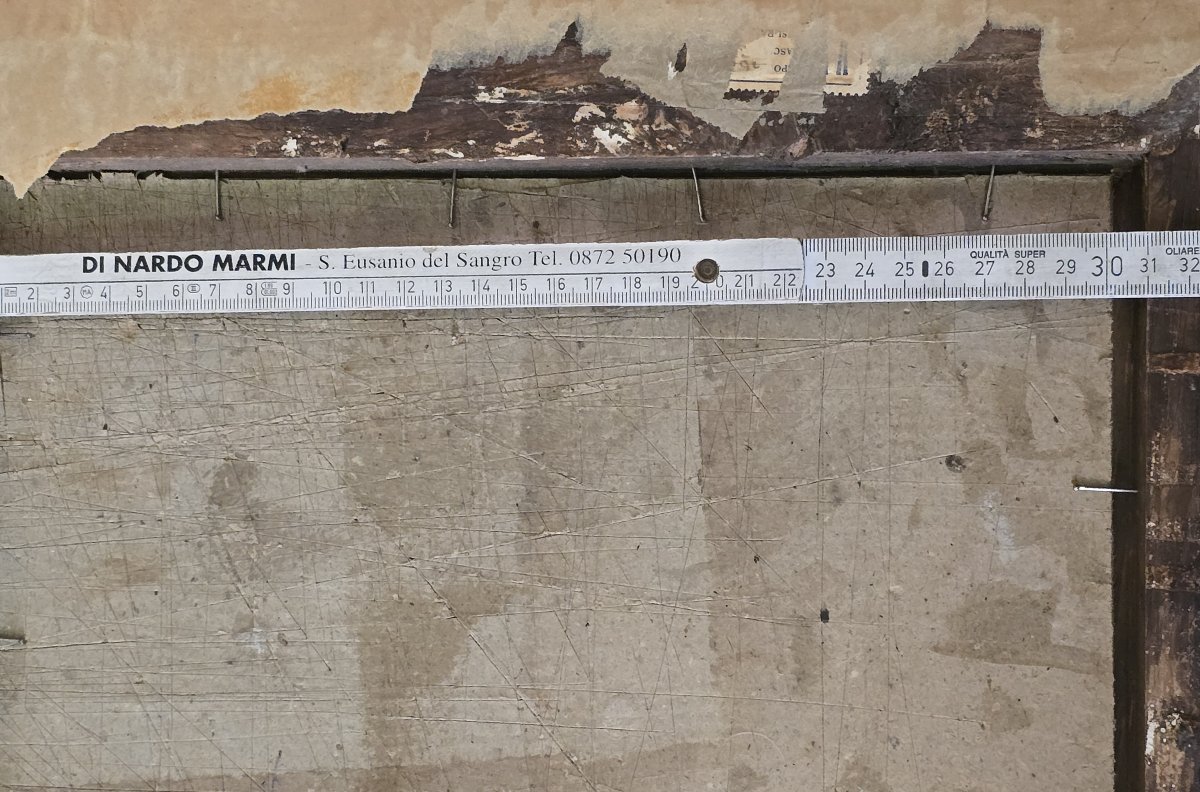 DI NARDO MARMI - S. Eusanio del Sangro Tel. 0872 50190
2 3 4 5 6 7 8 9 10 11 12 13 14 15 16 17 18 19 20 21 22
QUALITÀ SUPER
OLIARE
23 24 25 26 27 28 29 30 31 32